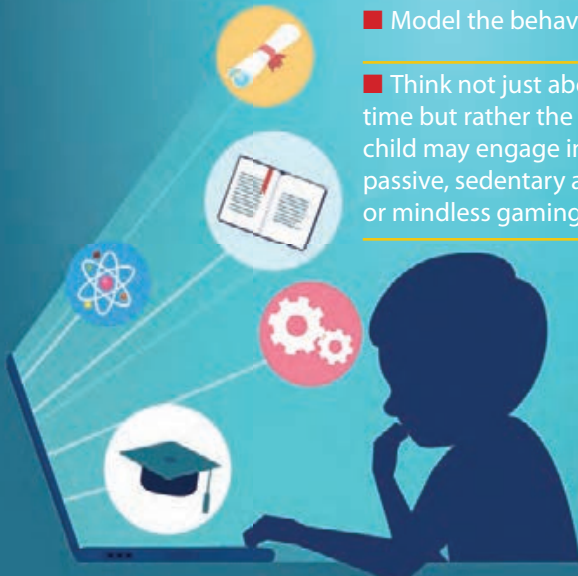 ■ Model the behav
■ Think not just abo
time but rather the
child may engage in
passive, sedentary a
or mindless gaming